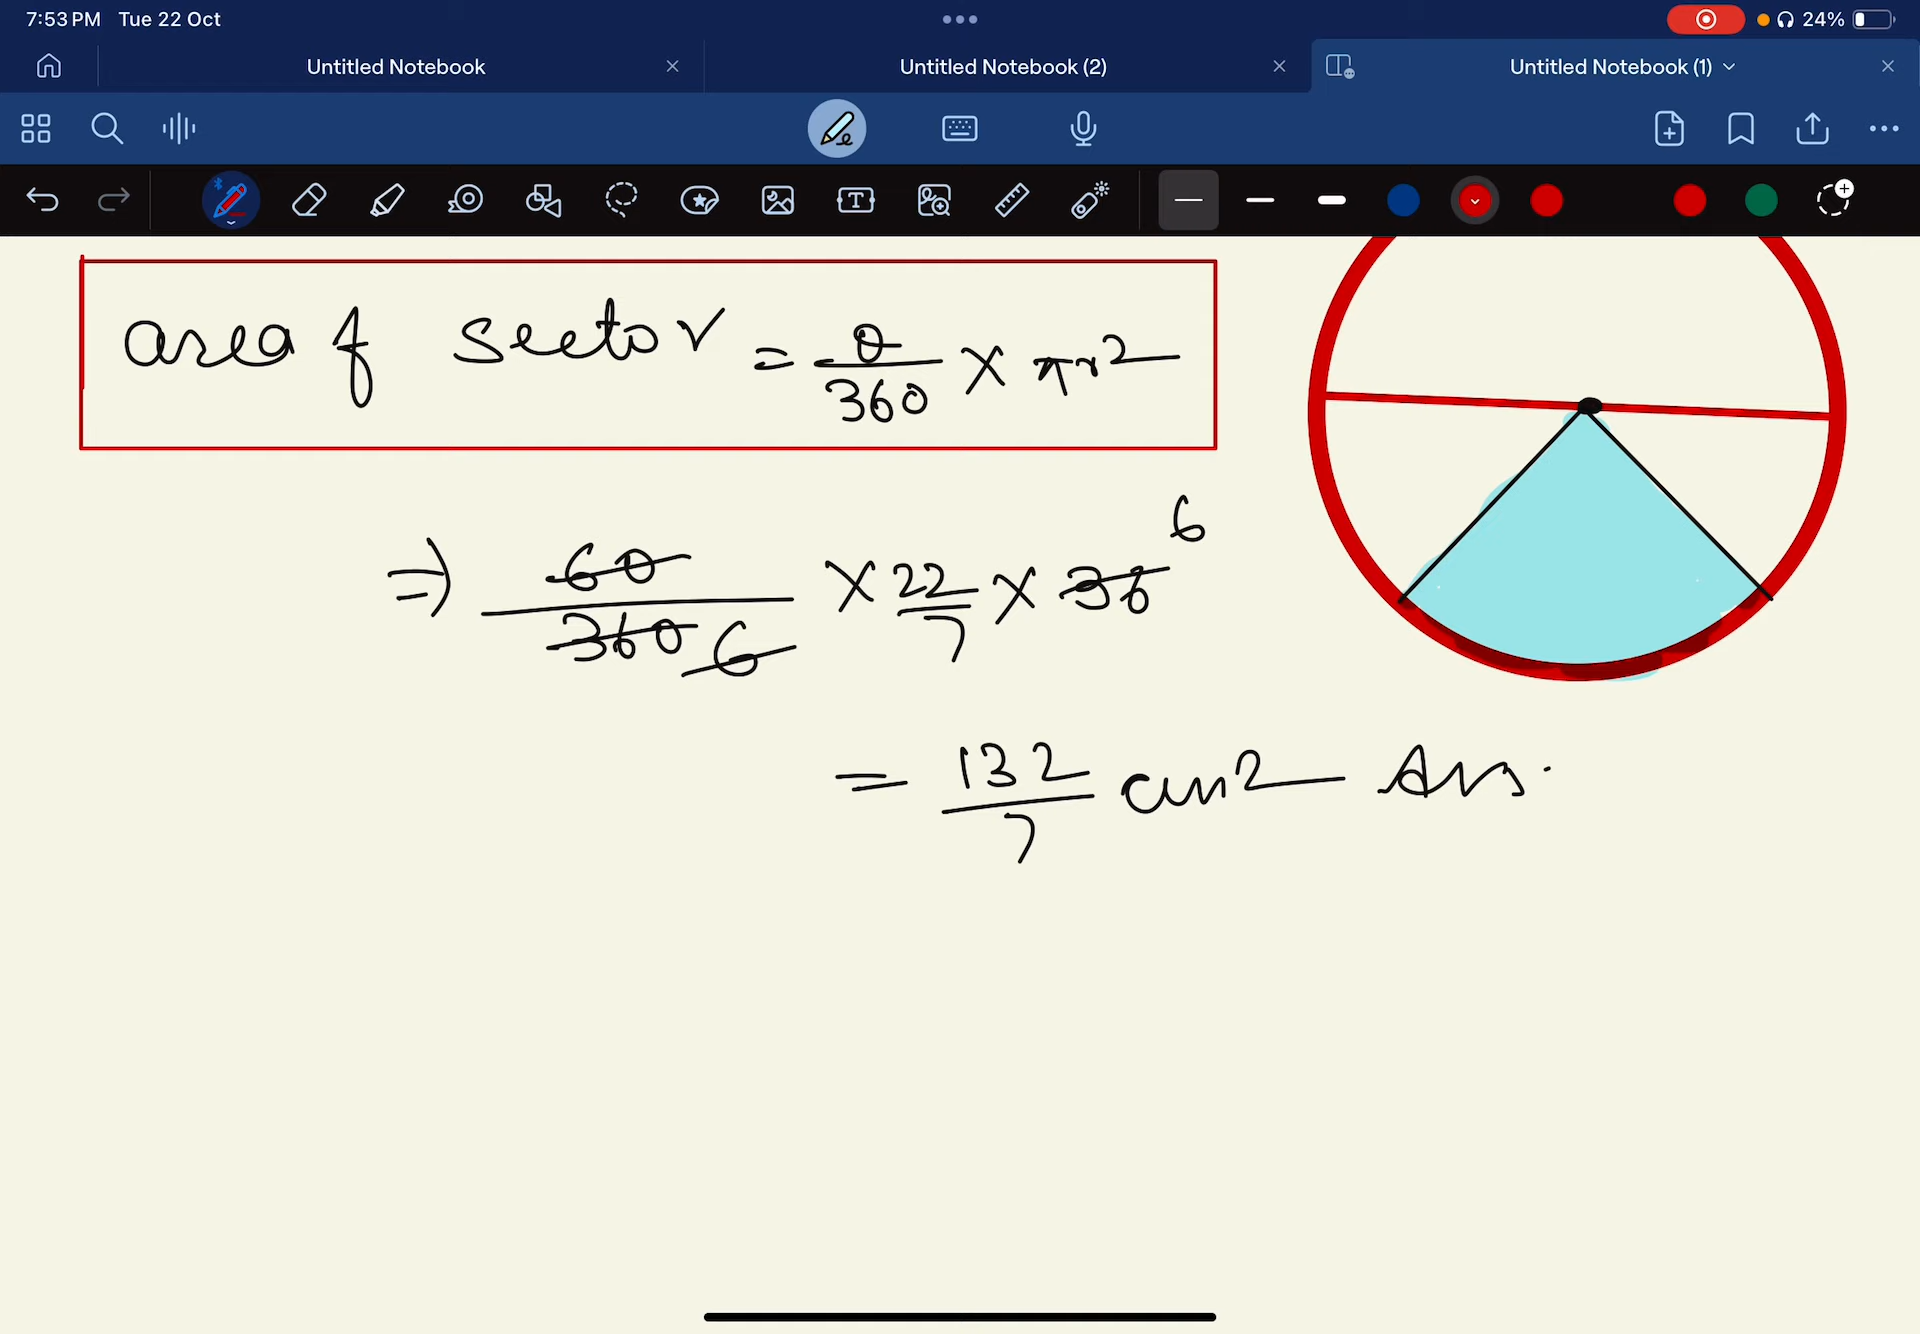 7:53 PM Tue 22 Oct
24%
Untitled Notebook
Untitled Notebook (2)
Untitled Notebook (1)
area of sector = θ/360 × πr²
⇒ 60/360 6 × 22/7 × 36 6
= 132/7 cm² Ans.